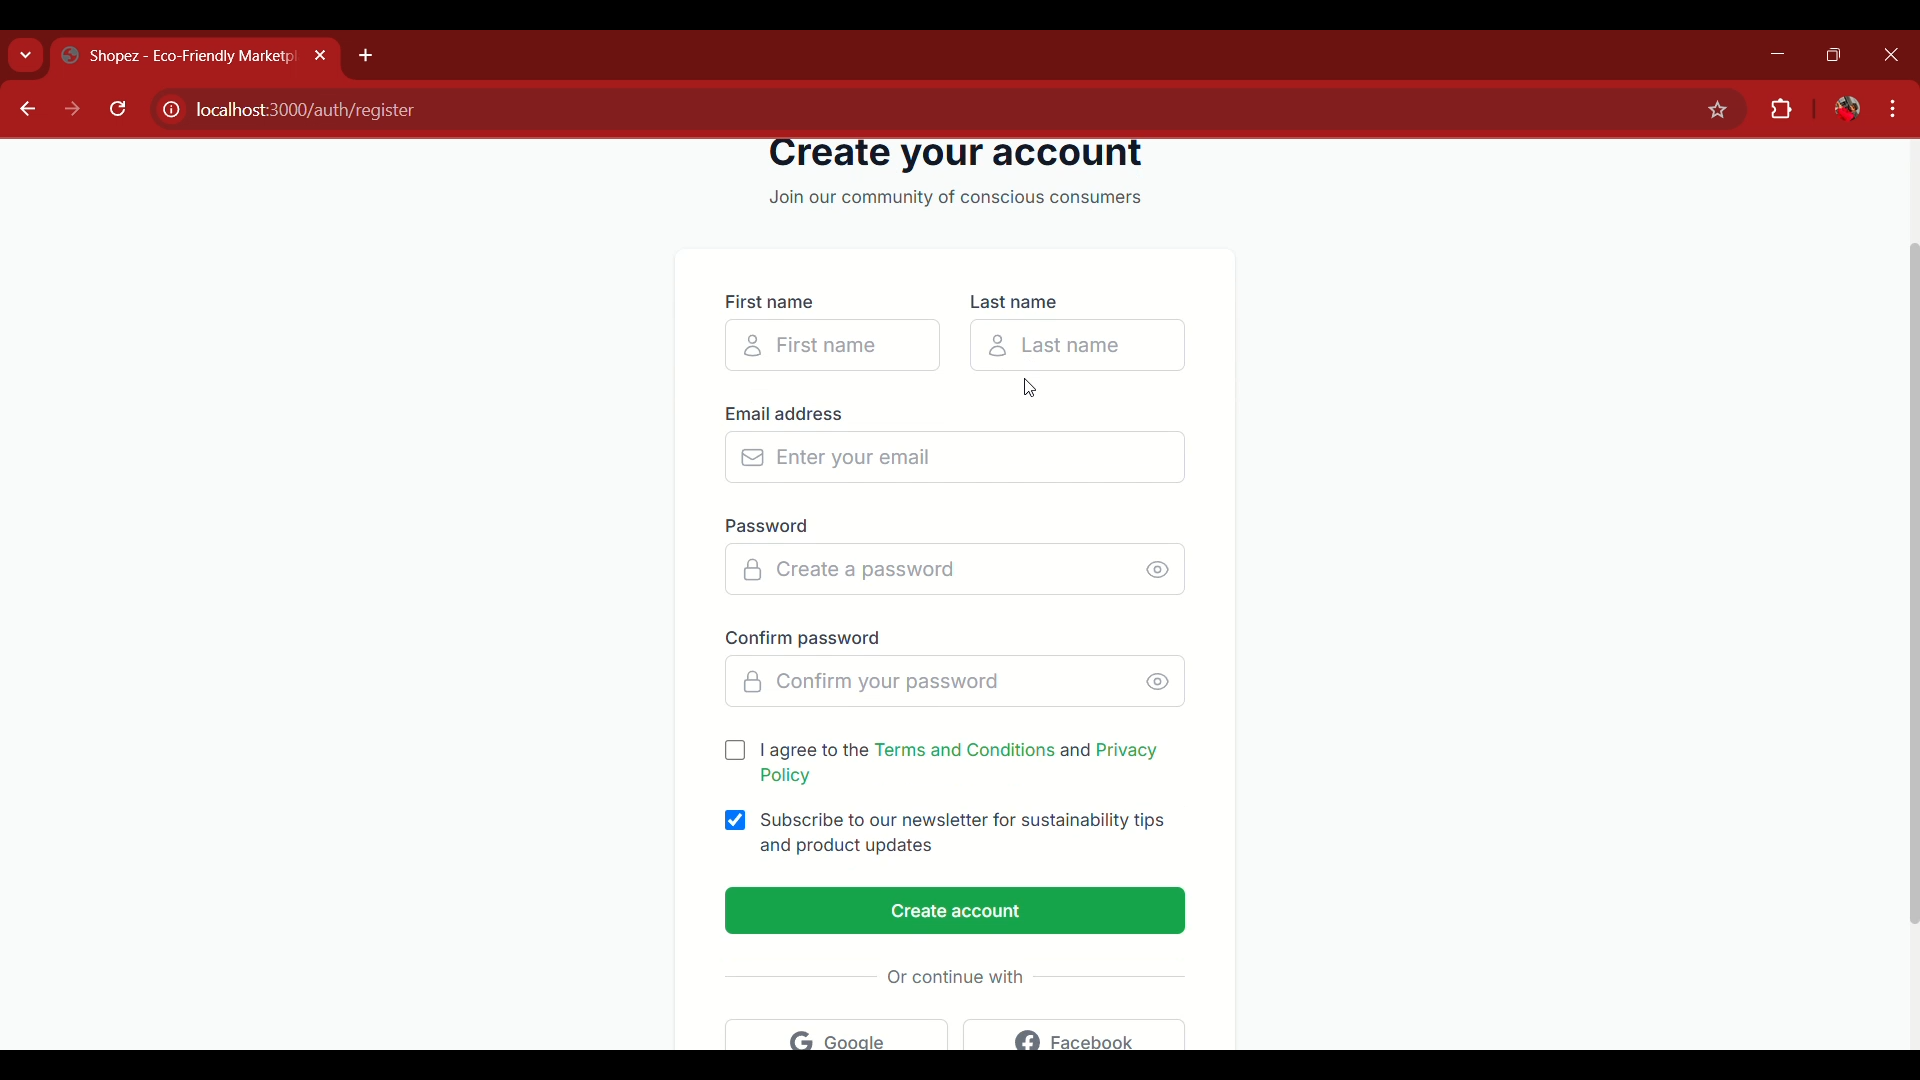 Shopez - Eco-Friendly Marketpl
localhost:3000/auth/register
Create your account
Join our community of conscious consumers
First name
Last name
First name
Last name
Email address
Enter your email
Password
Create a password
Confirm password
Confirm your password
I agree to the Terms and Conditions and Privacy
Policy
Subscribe to our newsletter for sustainability tips
and product updates
Create account
Or continue with
Google
Facebook